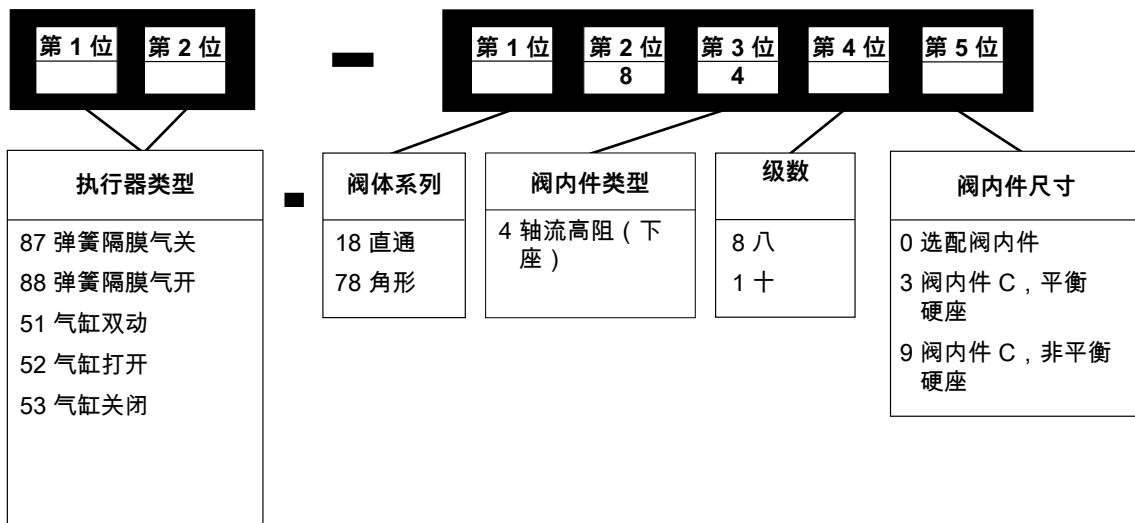 第 1 位
第 2 位
第 1 位
第 2 位
8
第 3 位
4
第 4 位
第 5 位
执行器类型
87 弹簧隔膜气关
88 弹簧隔膜气开
51 气缸双动
52 气缸打开
53 气缸关闭
阀体系列
18 直通
78 角形
阀内件类型
4 轴流高阻（下
座）
级数
8 八
1 十
阀内件尺寸
0 选配阀内件
3 阀内件 C，平衡
硬座
9 阀内件 C，非平衡
硬座